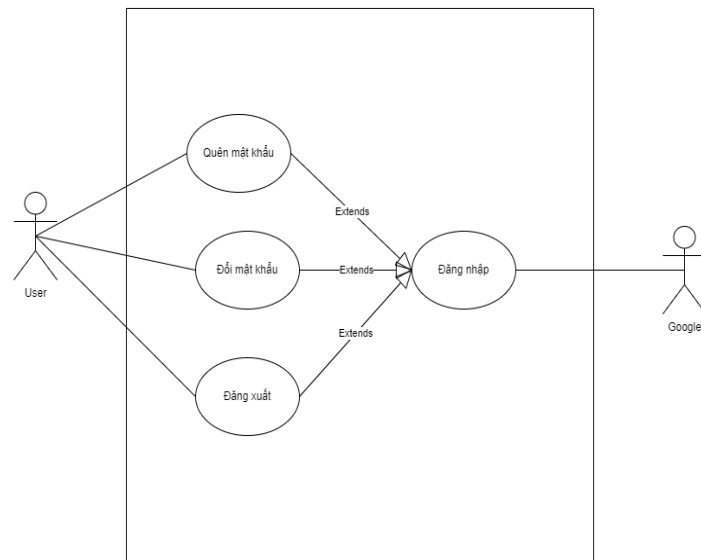 Quên mật khẩu
Extends
User
Đổi mật khẩu
Extends
Đăng nhập
Google
Extends
Đăng xuất